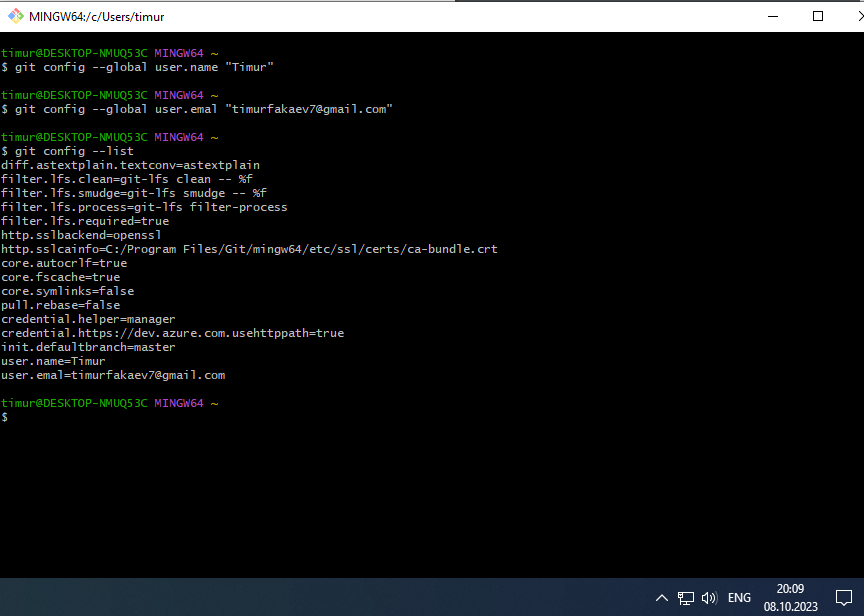 MINGW64:/c/Users/timur
timur@DESKTOP-NMUQ53C MINGW64 ~
$ git config --global user.name "Timur"
timur@DESKTOP-NMUQ53C MINGW64 ~
$ git config --global user.emal "timurfakaev7@gmail.com"
timur@DESKTOP-NMUQ53C MINGW64 ~
$ git config --list
diff.astextplain.textconv=astextplain
filter.lfs.clean=git-lfs clean -- %f
filter.lfs.smudge=git-lfs smudge -- %f
filter.lfs.process=git-lfs filter-process
filter.lfs.required=true
http.sslbackend=openssl
http.sslcainfo=C:/Program Files/Git/mingw64/etc/ssl/certs/ca-bundle.crt
core.autocrlf=true
core.fscache=true
core.symlinks=false
pull.rebase=false
credential.helper=manager
credential.https://dev.azure.com.usehttppath=true
init.defaultbranch=master
user.name=Timur
user.emal=timurfakaev7@gmail.com
timur@DESKTOP-NMUQ53C MINGW64 ~
$
ENG
20:09
08.10.2023